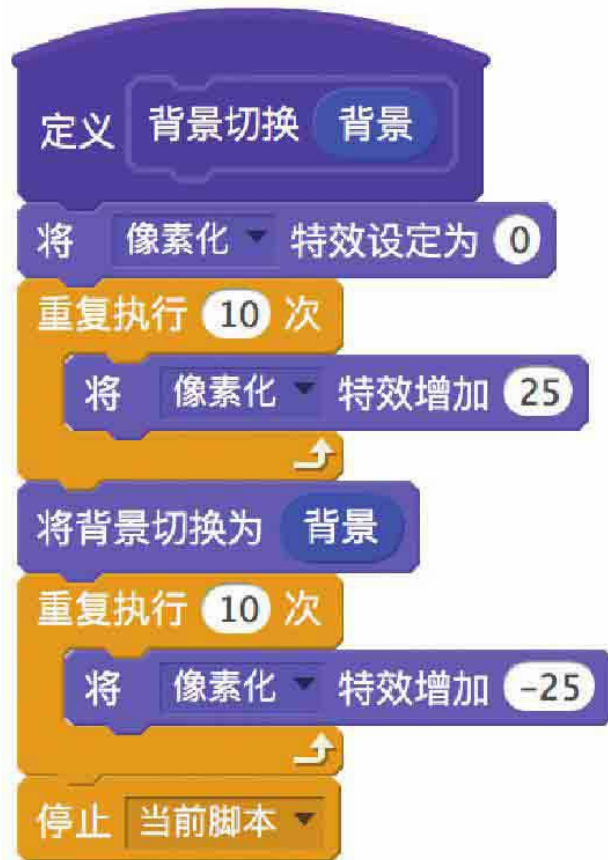 定义 背景切换 背景
将 像素化 特效设定为 0
重复执行 10 次
将 像素化 特效增加 25
将背景切换为 背景
重复执行 10 次
将 像素化 特效增加 -25
停止 当前脚本